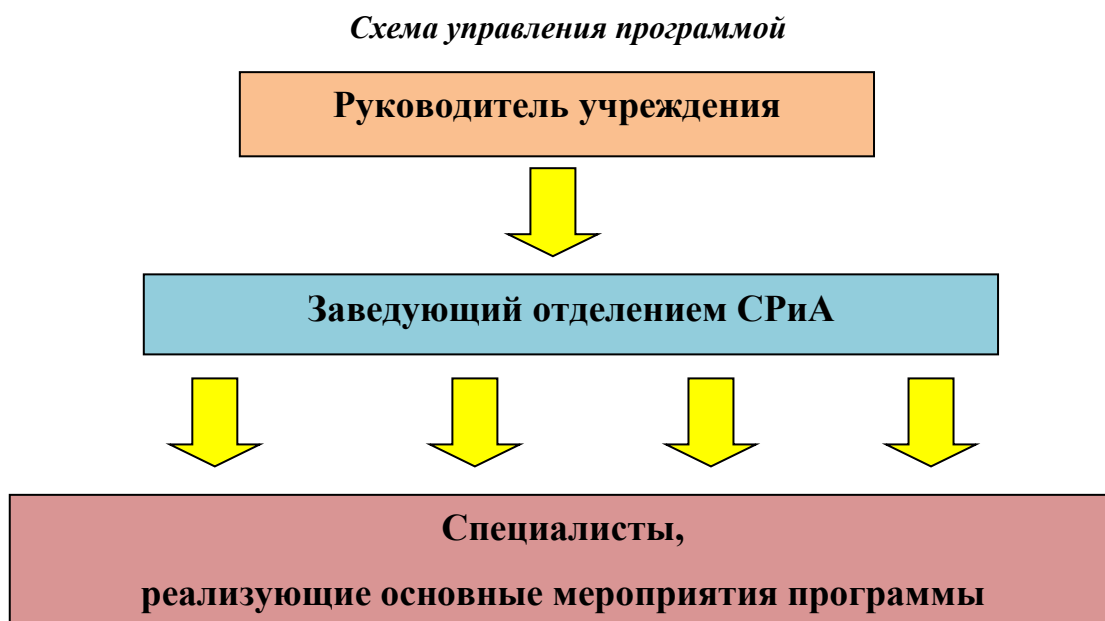 Схема управления программой
Руководитель учреждения
Заведующий отделением СРиА
Специалисты,
реализующие основные мероприятия программы